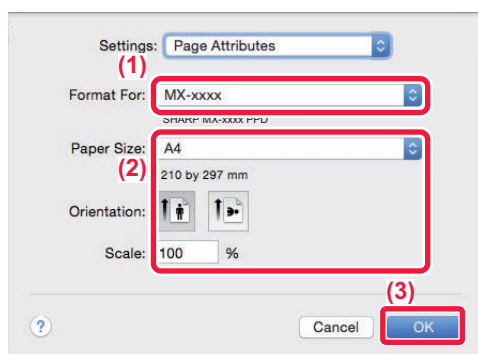 Settings: Page Attributes
(1)
Format For: MX-xxxx
SHARP MX-xxxx PPD
Paper Size: A4
(2)
210 by 297 mm
Orientation:
Scale: 100 %
(3)
? Cancel OK